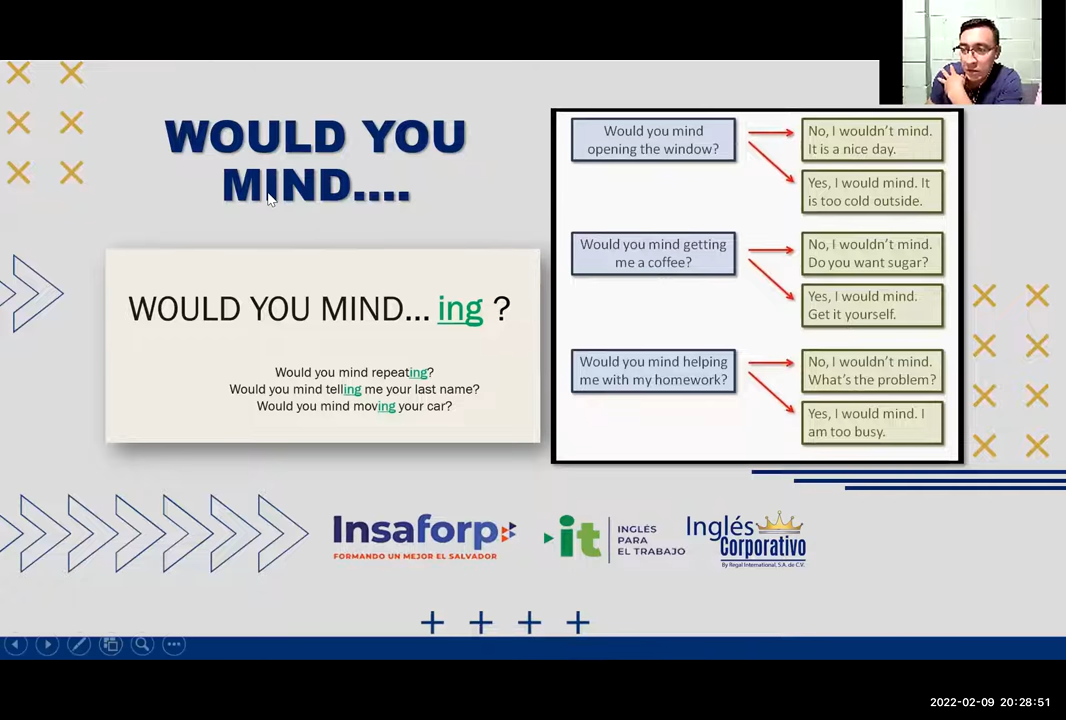 WOULD YOU
MIND....
WOULD YOU MIND... ing ?
Would you mind repeating?
Would you mind telling me your last name?
Would you mind moving your car?
Would you mind
opening the window?
No, I wouldn't mind.
It is a nice day.
Yes, I would mind. It
is too cold outside.
Would you mind getting
me a coffee?
No, I wouldn't mind.
Do you want sugar?
Yes, I would mind.
Get it yourself.
Would you mind helping
me with my homework?
No, I wouldn't mind.
What's the problem?
Yes, I would mind. I
am too busy.
Insaforp
FORMANDO UN MEJOR EL SALVADOR
it
INGLÉS
PARA
EL TRABAJO
Inglés
Corporativo
By Regal International, S.A. de C.V.
2022-02-09 20:28:51